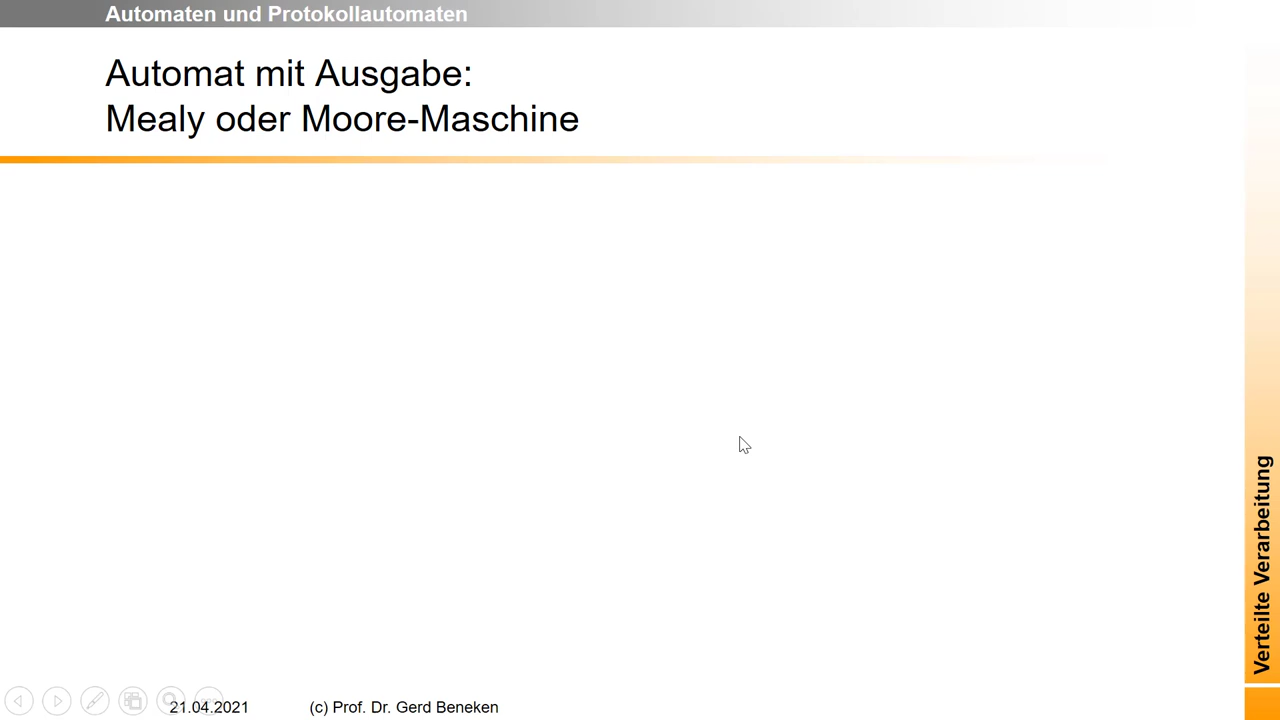 Automaten und Protokollautomaten
Automat mit Ausgabe:
Mealy oder Moore-Maschine
Verteilte Verarbeitung
21.04.2021
(c) Prof. Dr. Gerd Beneken